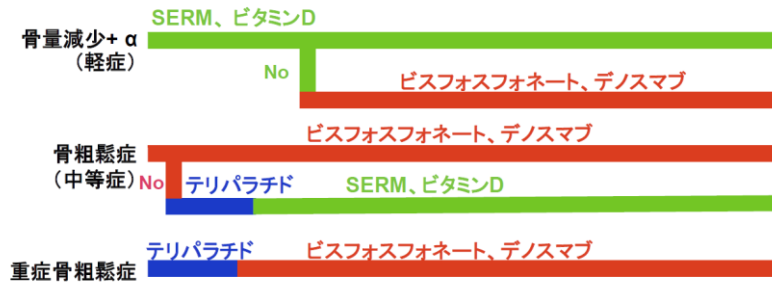 SERM、ビタミンD
骨量減少+ α
（軽症）
No
ビスフォスフォネート、デノスマブ
ビスフォスフォネート、デノスマブ
骨粗鬆症
（中等症）
No
テリパラチド
SERM、ビタミンD
テリパラチド
ビスフォスフォネート、デノスマブ
重症骨粗鬆症